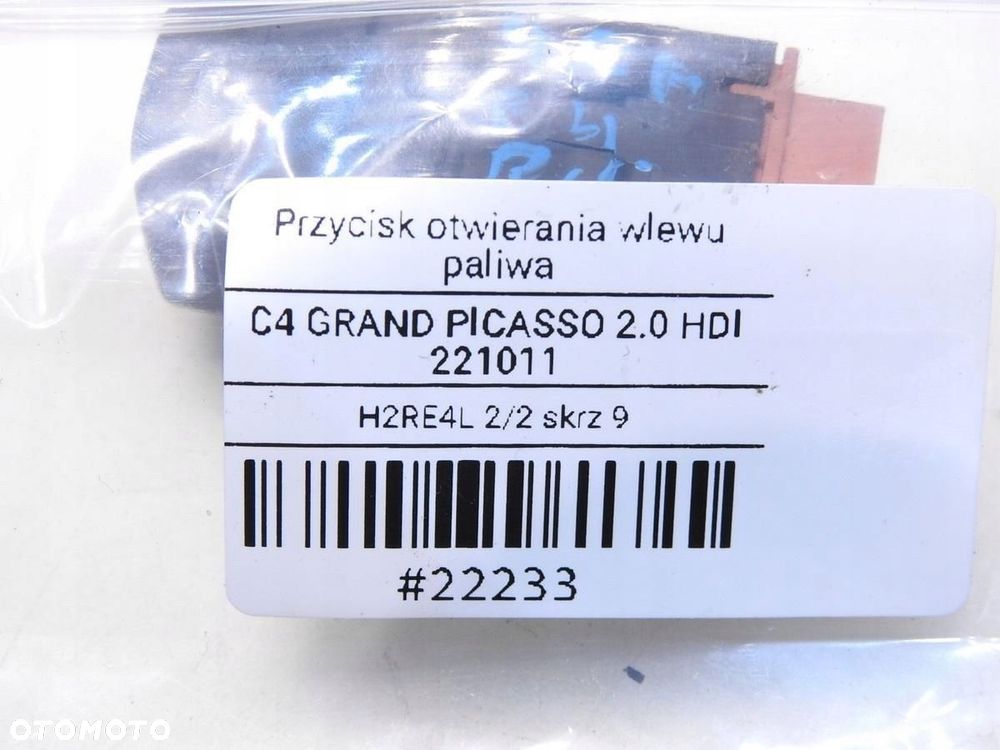 Przycisk otwierania wlewu
paliwa
C4 GRAND PICASSO 2.0 HDI
221011
H2RE4L 2/2 skrz 9
#22233
OTOMOTO